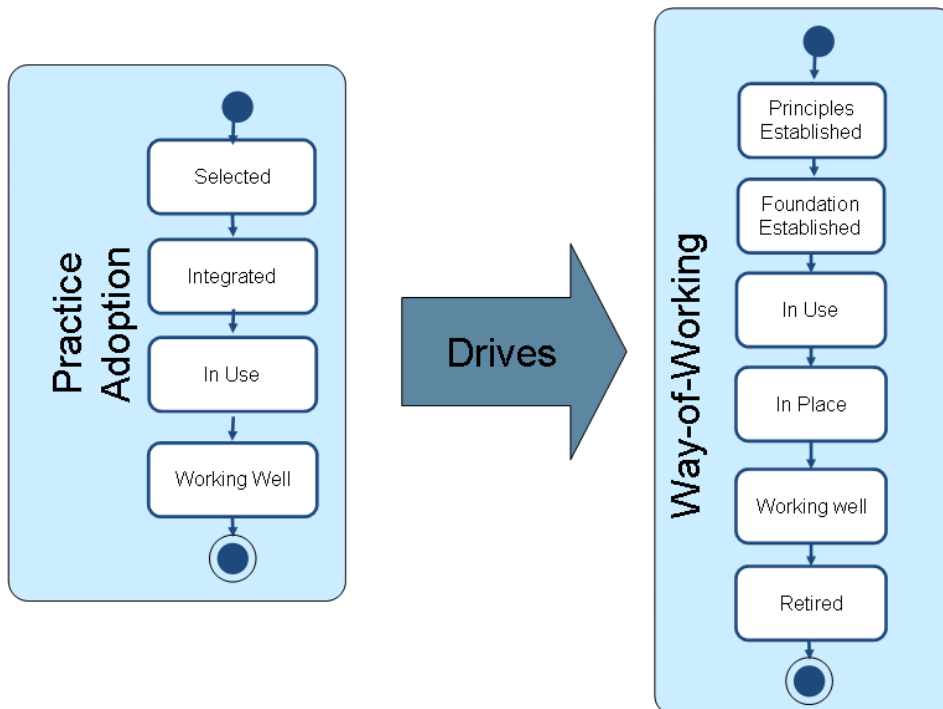 Practice
Adoption
Selected
Integrated
In Use
Working Well
Drives
Way-of-Working
Principles
Established
Foundation
Established
In Use
In Place
Working well
Retired